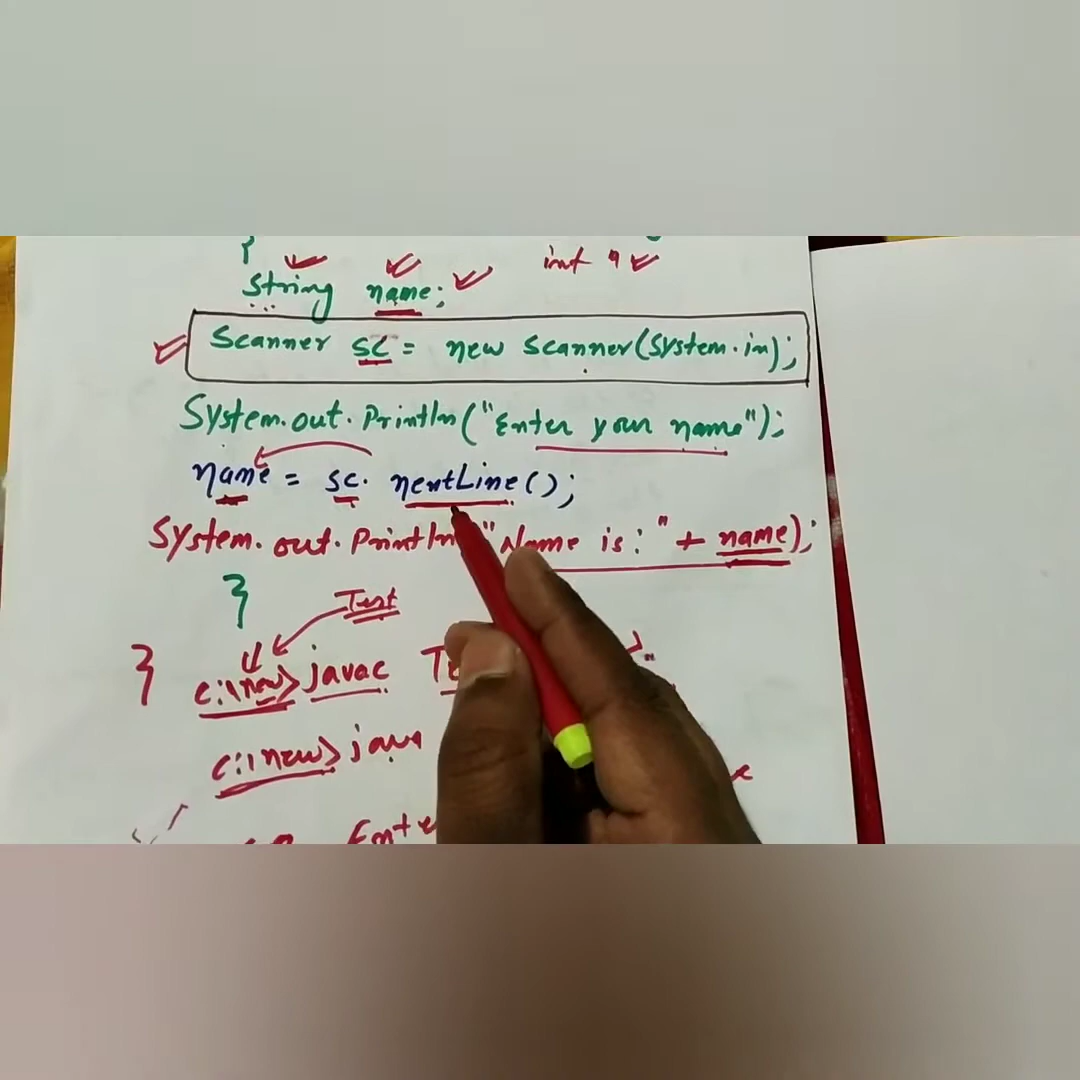 { int a
String name;
Scanner sc = new Scanner(System.in);
System.out.Println("Enter your name");
name = sc. nextLine();
System.out.Println "Name is:" + name);
}
Test
} c:\new> javac
c:\new> java
Ente